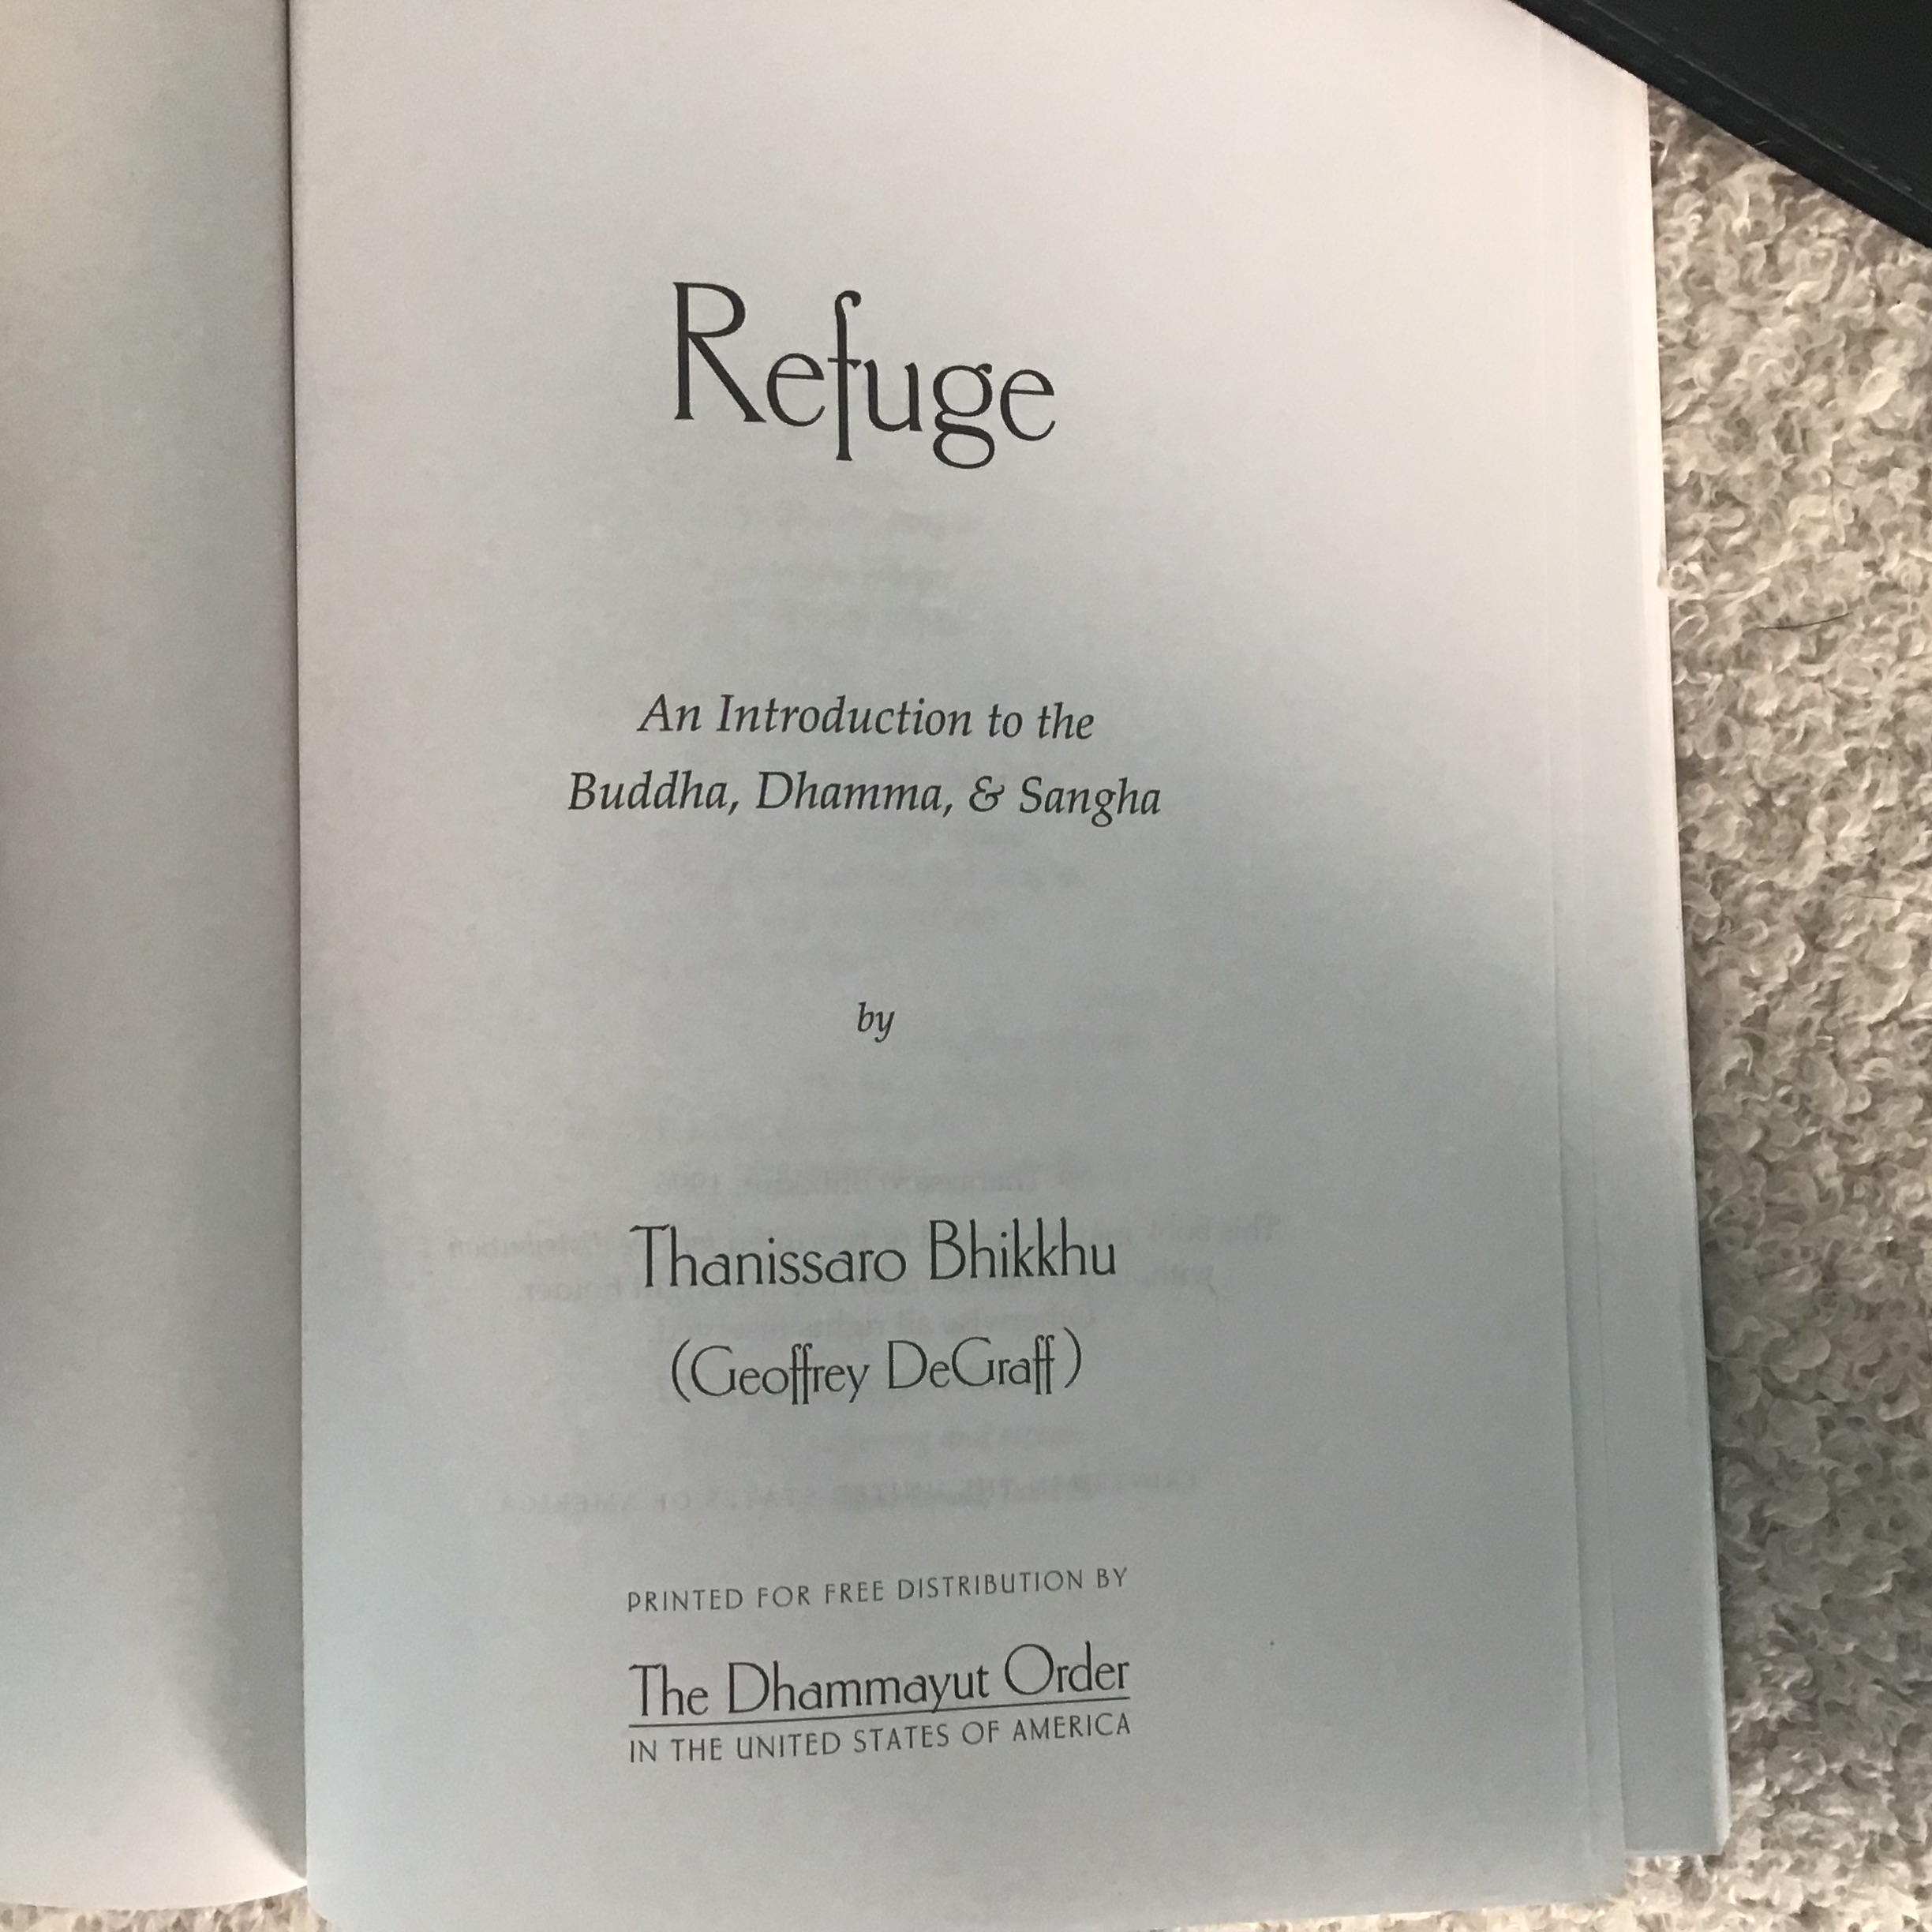 Refuge
An Introduction to the
Buddha, Dhamma, & Sangha
by
Thanissaro Bhikkhu
(Geoffrey DeGraff)
PRINTED FOR FREE DISTRIBUTION BY
The Dhammayut Order
IN THE UNITED STATES OF AMERICA